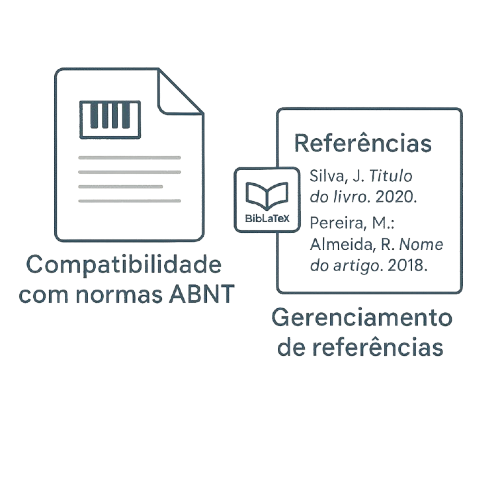 Compatibilidade
com normas ABNT
Referências
Silva, J. Titulo
do livro. 2020.
Pereira, M.:
Almeida, R. Nome
do artigo. 2018.
BibLaTeX
Gerenciamento
de referências